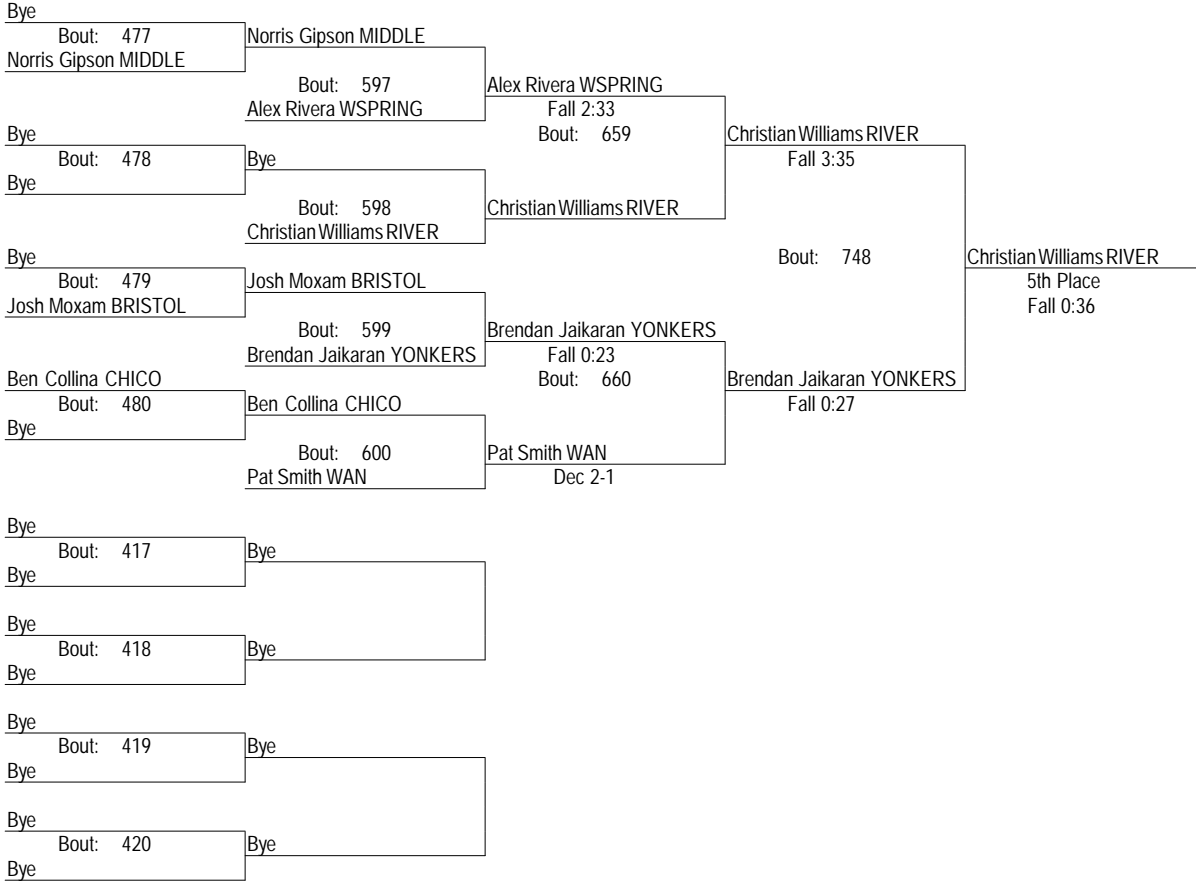 Bye
Bout: 477
Norris Gipson MIDDLE
Norris Gipson MIDDLE
Bout: 597
Alex Rivera WSPRING
Alex Rivera WSPRING
Fall 2:33
Bout: 659
Christian Williams RIVER
Fall 3:35
Bye
Bout: 478
Bye
Bye
Bout: 598
Christian Williams RIVER
Christian Williams RIVER
Bout: 748
Christian Williams RIVER
5th Place
Fall 0:36
Bye
Bout: 479
Josh Moxam BRISTOL
Josh Moxam BRISTOL
Bout: 599
Brendan Jaikaran YONKERS
Brendan Jaikaran YONKERS
Fall 0:23
Bout: 660
Brendan Jaikaran YONKERS
Fall 0:27
Ben Collina CHICO
Bout: 480
Bye
Ben Collina CHICO
Bout: 600
Pat Smith WAN
Pat Smith WAN
Dec 2-1
Bye
Bout: 417
Bye
Bye
Bye
Bout: 418
Bye
Bye
Bye
Bout: 419
Bye
Bye
Bye
Bout: 420
Bye
Bye